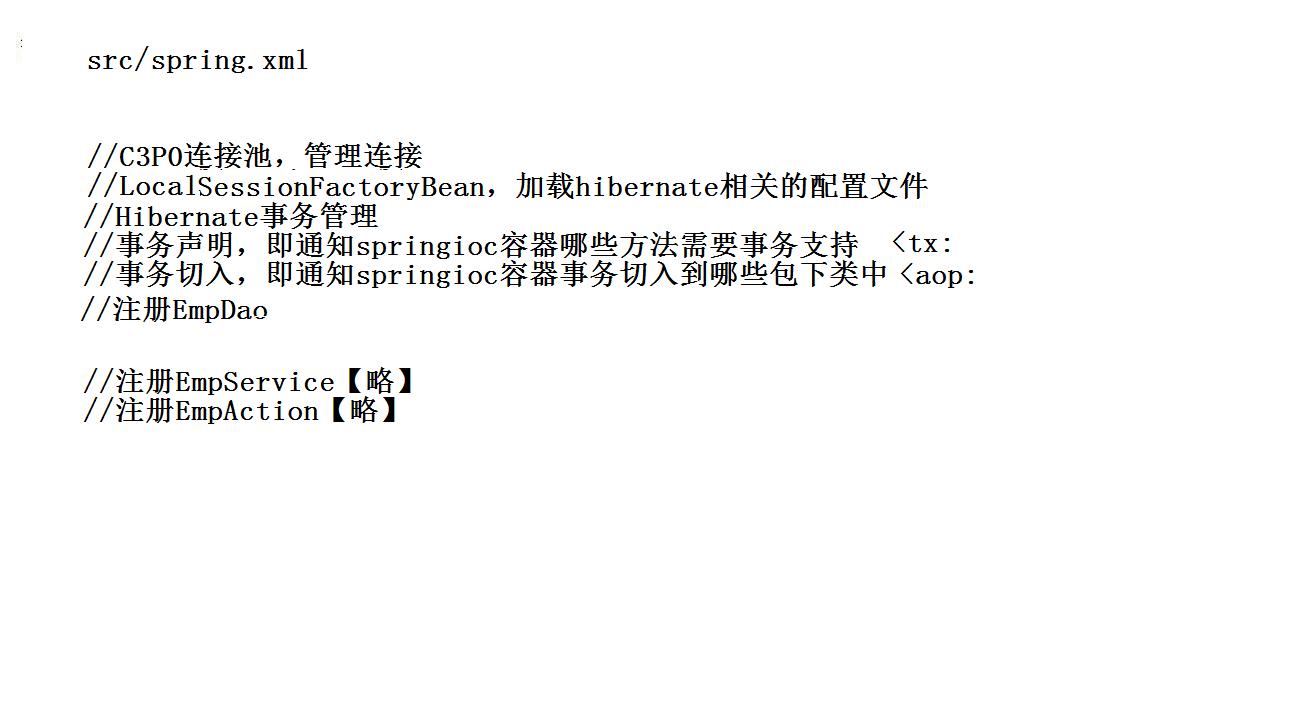 src/spring.xml
//C3P0连接池，管理连接
//LocalSessionFactoryBean，加载hibernate相关的配置文件
//Hibernate事务管理
//事务声明，即通知springioc容器哪些方法需要事务支持 <tx:
//事务切入，即通知springioc容器事务切入到哪些包下类中 <aop:
//注册EmpDao
//注册EmpService【略】
//注册EmpAction【略】